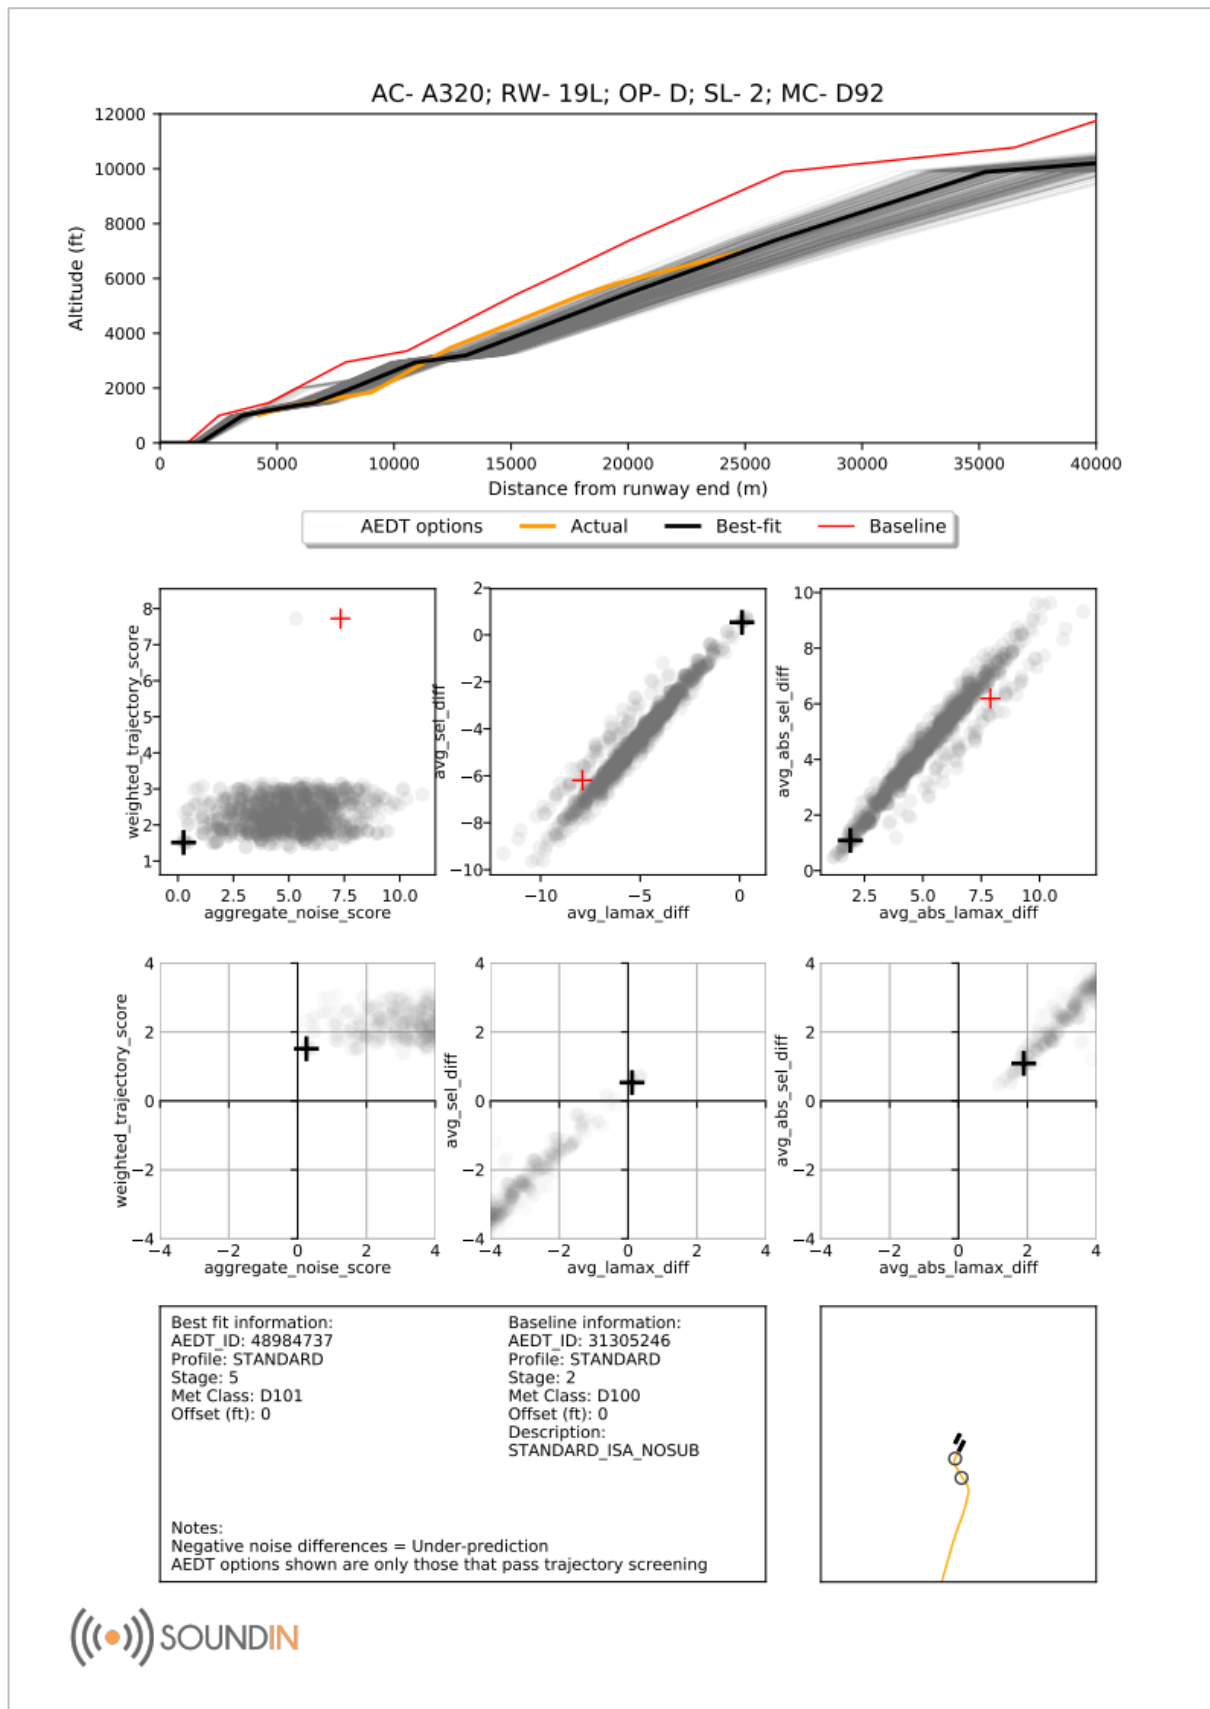 AC- A320; RW- 19L; OP- D; SL- 2; MC- D92
12000
10000
8000
6000
4000
2000
0
Altitude (ft)
0 5000 10000 15000 20000 25000 30000 35000 40000
Distance from runway end (m)
AEDT options Actual Best-fit Baseline
8
7
6
5
4
3
2
1
weighted_trajectory_score
0.0 2.5 5.0 7.5 10.0
aggregate_noise_score
2
0
−2
−4
−6
−8
−10
avg_sel_diff
−10 −5 0
avg_lamax_diff
10
8
6
4
2
0
avg_abs_sel_diff
2.5 5.0 7.5 10.0
avg_abs_lamax_diff
4
2
0
−2
−4
weighted_trajectory_score
−4 −2 0 2 4
aggregate_noise_score
4
2
0
−2
−4
avg_sel_diff
−4 −2 0 2 4
avg_lamax_diff
4
2
0
−2
−4
avg_abs_sel_diff
−4 −2 0 2 4
avg_abs_lamax_diff
Best fit information:
AEDT_ID: 48984737
Profile: STANDARD
Stage: 5
Met Class: D101
Offset (ft): 0
Baseline information:
AEDT_ID: 31305246
Profile: STANDARD
Stage: 2
Met Class: D100
Offset (ft): 0
Description:
STANDARD_ISA_NOSUB
Notes:
Negative noise differences = Under-prediction
AEDT options shown are only those that pass trajectory screening
SOUNDIN